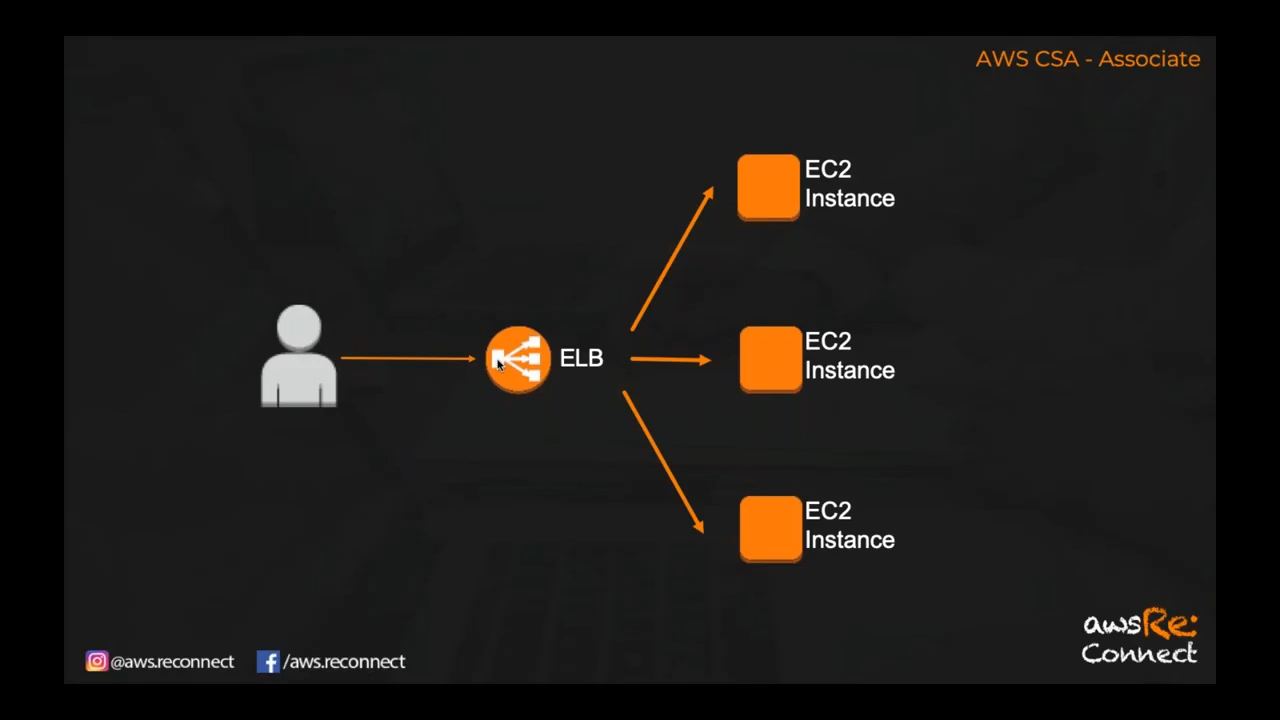 AWS CSA - Associate
EC2
Instance
ELB
EC2
Instance
EC2
Instance
awsRe:
Connect
@aws.reconnect
/aws.reconnect